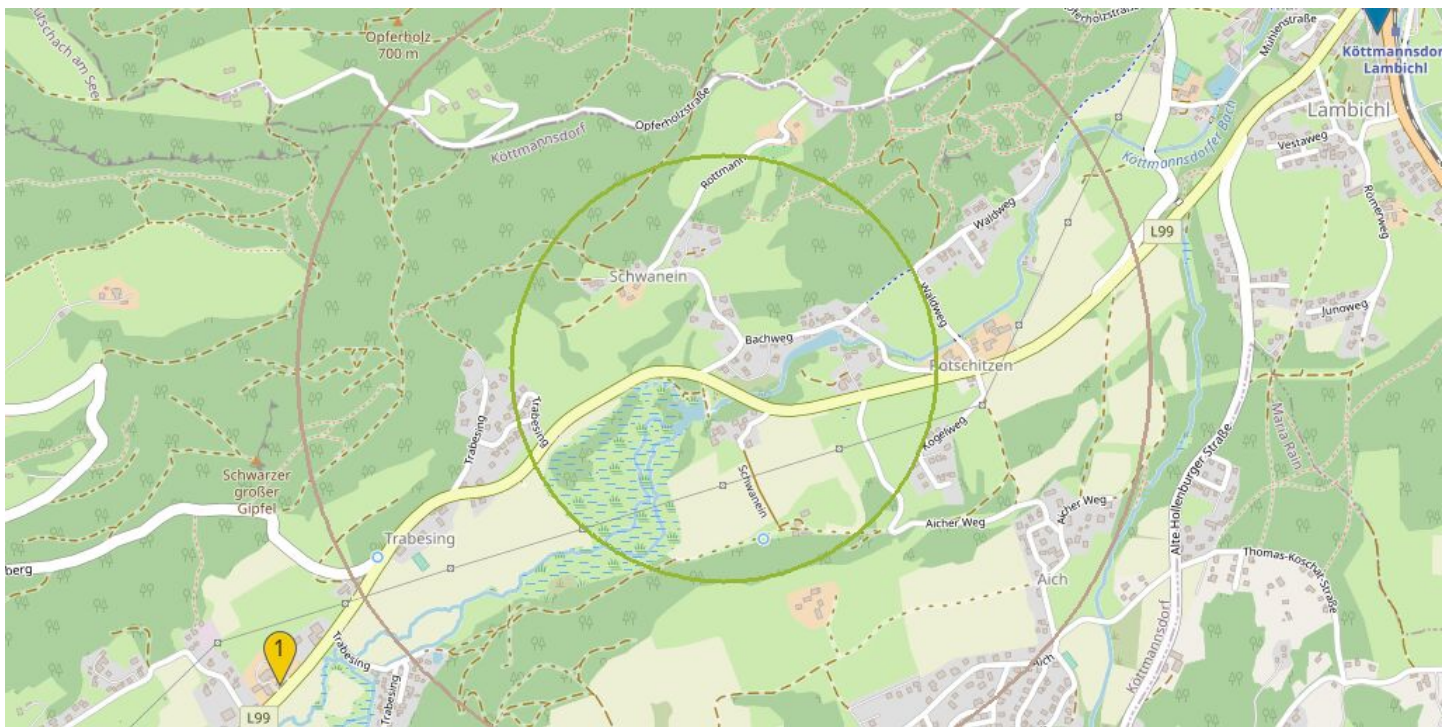 Opferholz
700 m
Opferholzstraße
Köttmannsdorf
Rottmann
Mühlenstraße
Köttmannsdor
Lambichl
Lambichl
Vestaweg
Römerweg
Köttmannsdorfer Bach
Waldweg
L99
Junoweg
Schwanein
Waldweg
Bachweg
Potschitzen
Trabesing
Trabesing
Kogelweg
Alte Hollenburger Straße
Maria Rain
Schwarzer
großer
Gipfel
Schwanein
Aicher Weg
Aicher Weg
Trabesing
berg
Aich
Thomas-Koschat-Straße
1
Trabesing
Trabesing
Aich
Köttmannsdorf
L99